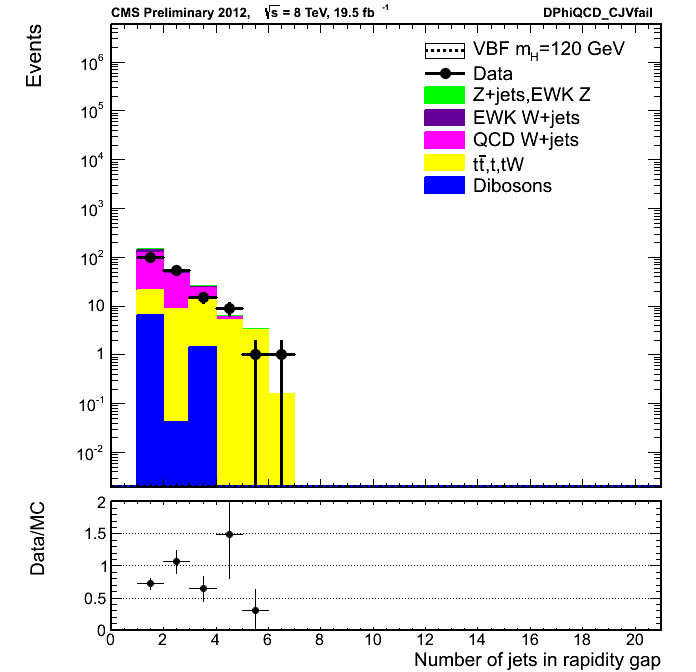 CMS Preliminary 2012, √s = 8 TeV, 19.5 fb⁻¹ DPhiQCD_CJVfail
Events
VBF m_H=120 GeV
Data
Z+jets,EWK Z
EWK W+jets
QCD W+jets
tt̄,t,tW
Dibosons
10⁶
10⁵
10⁴
10³
10²
10
1
10⁻¹
10⁻²
Data/MC
2
1.5
1
0.5
0
0 2 4 6 8 10 12 14 16 18 20
Number of jets in rapidity gap